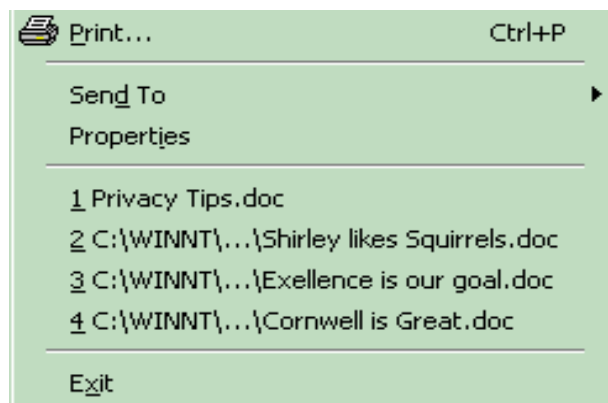 Print... Ctrl+P
Send To
Properties
1 Privacy Tips.doc
2 C:\WINNT\...\Shirley likes Squirrels.doc
3 C:\WINNT\...\Exellence is our goal.doc
4 C:\WINNT\...\Cornwell is Great.doc
Exit